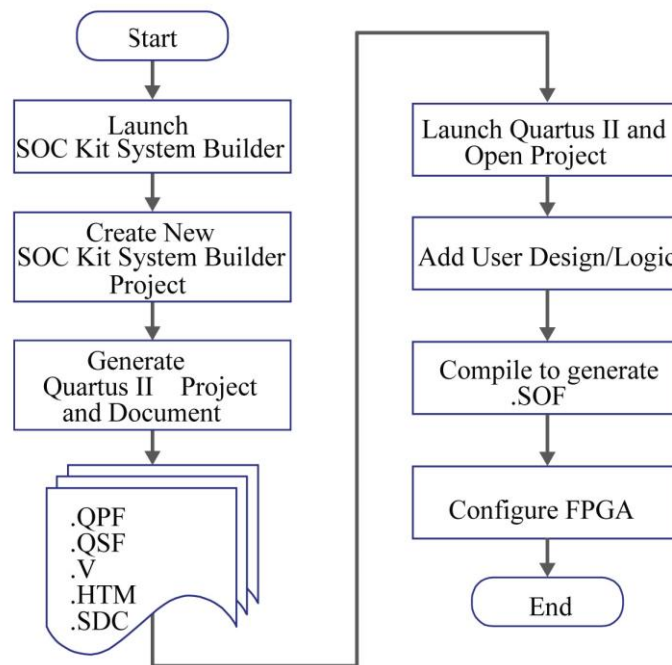 Start
Launch
SOC Kit System Builder
Create New
SOC Kit System Builder
Project
Generate
Quartus II Project
and Document
.QPF
.QSF
.V
.HTM
.SDC
Launch Quartus II and
Open Project
Add User Design/Logic
Compile to generate
.SOF
Configure FPGA
End